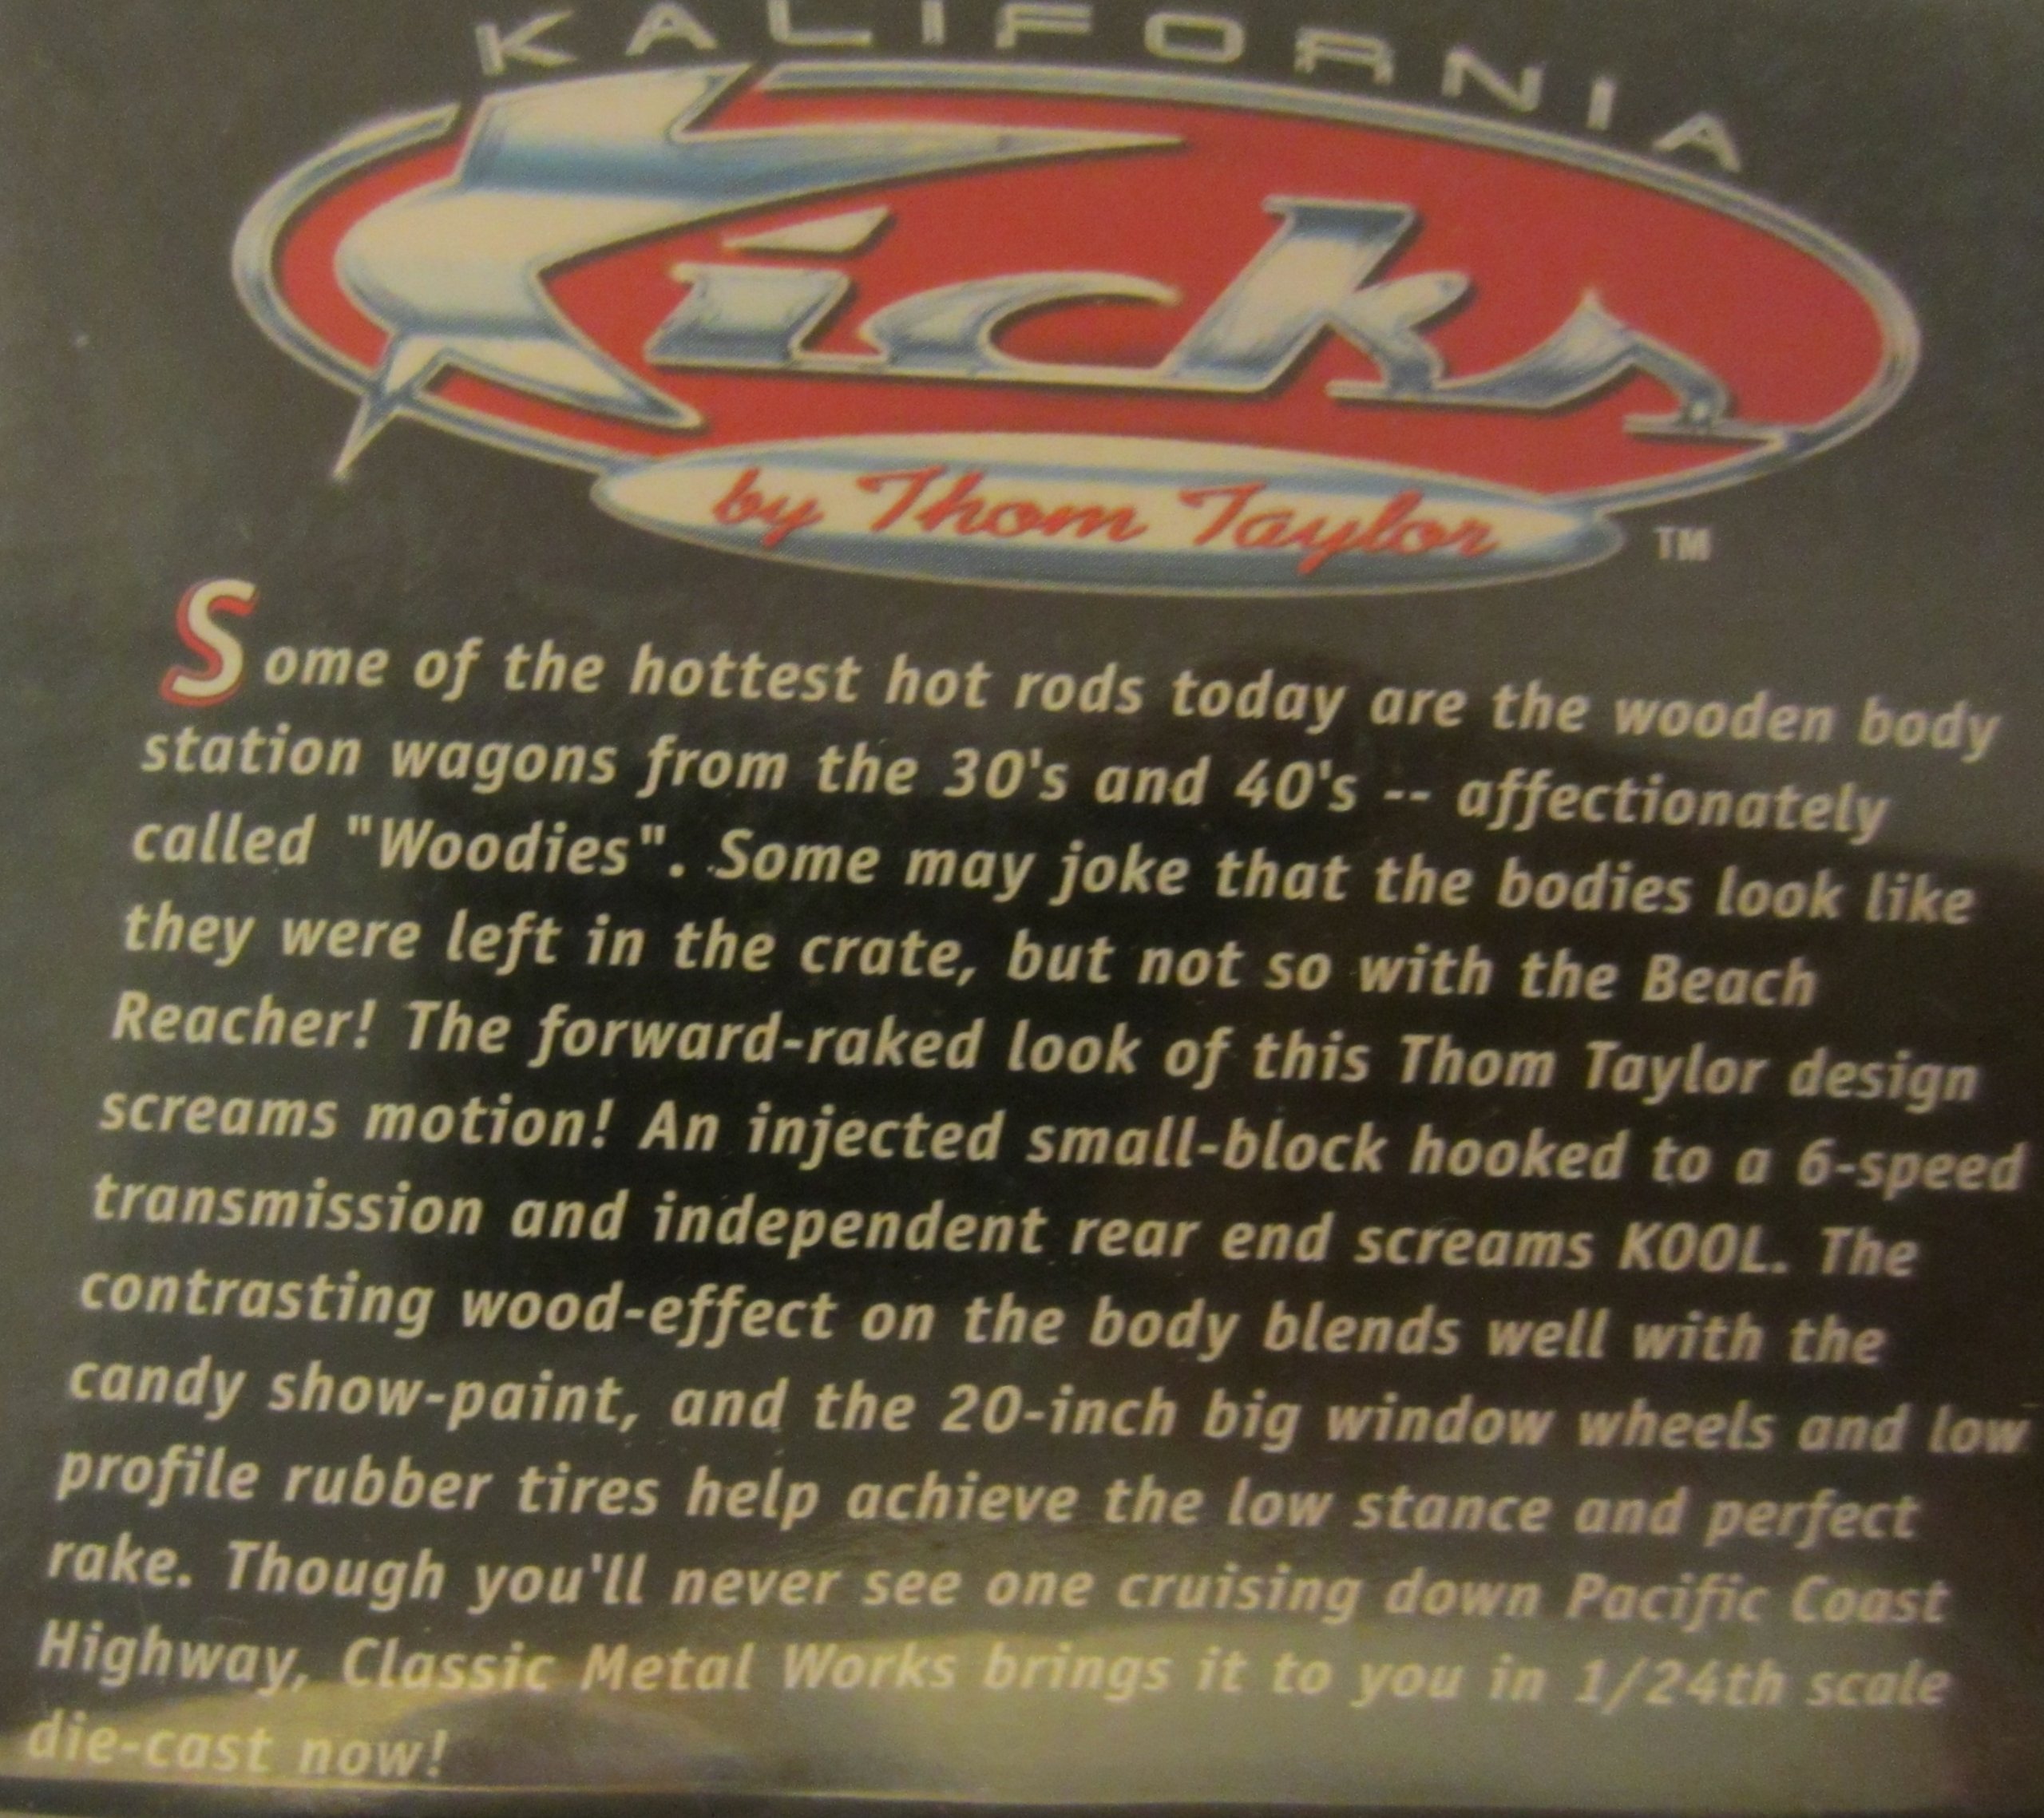 KALIFORNIA
Kicks
by Thom Taylor
TM
Some of the hottest hot rods today are the wooden body
station wagons from the 30's and 40's -- affectionately
called "Woodies". Some may joke that the bodies look like
they were left in the crate, but not so with the Beach
Reacher! The forward-raked look of this Thom Taylor design
screams motion! An injected small-block hooked to a 6-speed
transmission and independent rear end screams KOOL. The
contrasting wood-effect on the body blends well with the
candy show-paint, and the 20-inch big window wheels and low
profile rubber tires help achieve the low stance and perfect
rake. Though you'll never see one cruising down Pacific Coast
Highway, Classic Metal Works brings it to you in 1/24th scale
die-cast now!